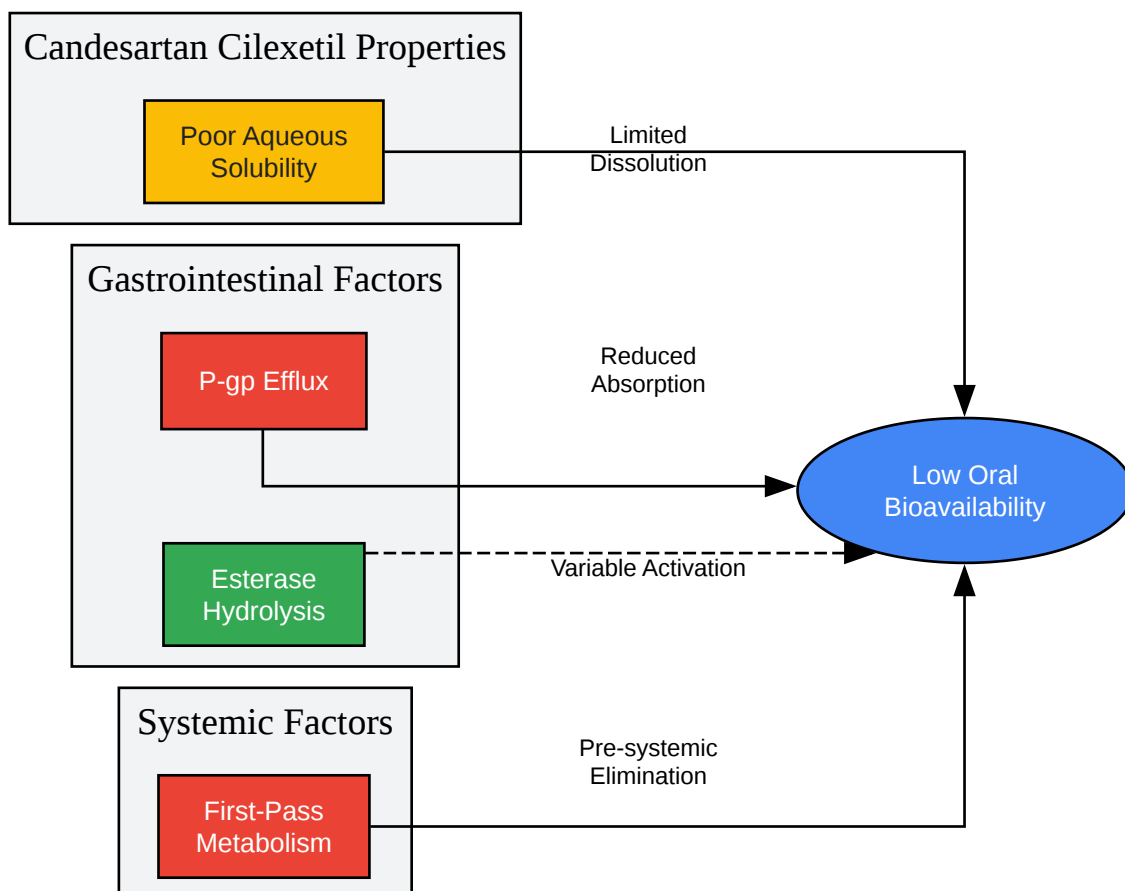 Candesartan Cilexetil Properties
Poor Aqueous
Solubility
Limited
Dissolution
Gastrointestinal Factors
P-gp Efflux
Reduced
Absorption
Low Oral
Bioavailability
Esterase
Hydrolysis
Variable Activation
Systemic Factors
First-Pass
Metabolism
Pre-systemic
Elimination